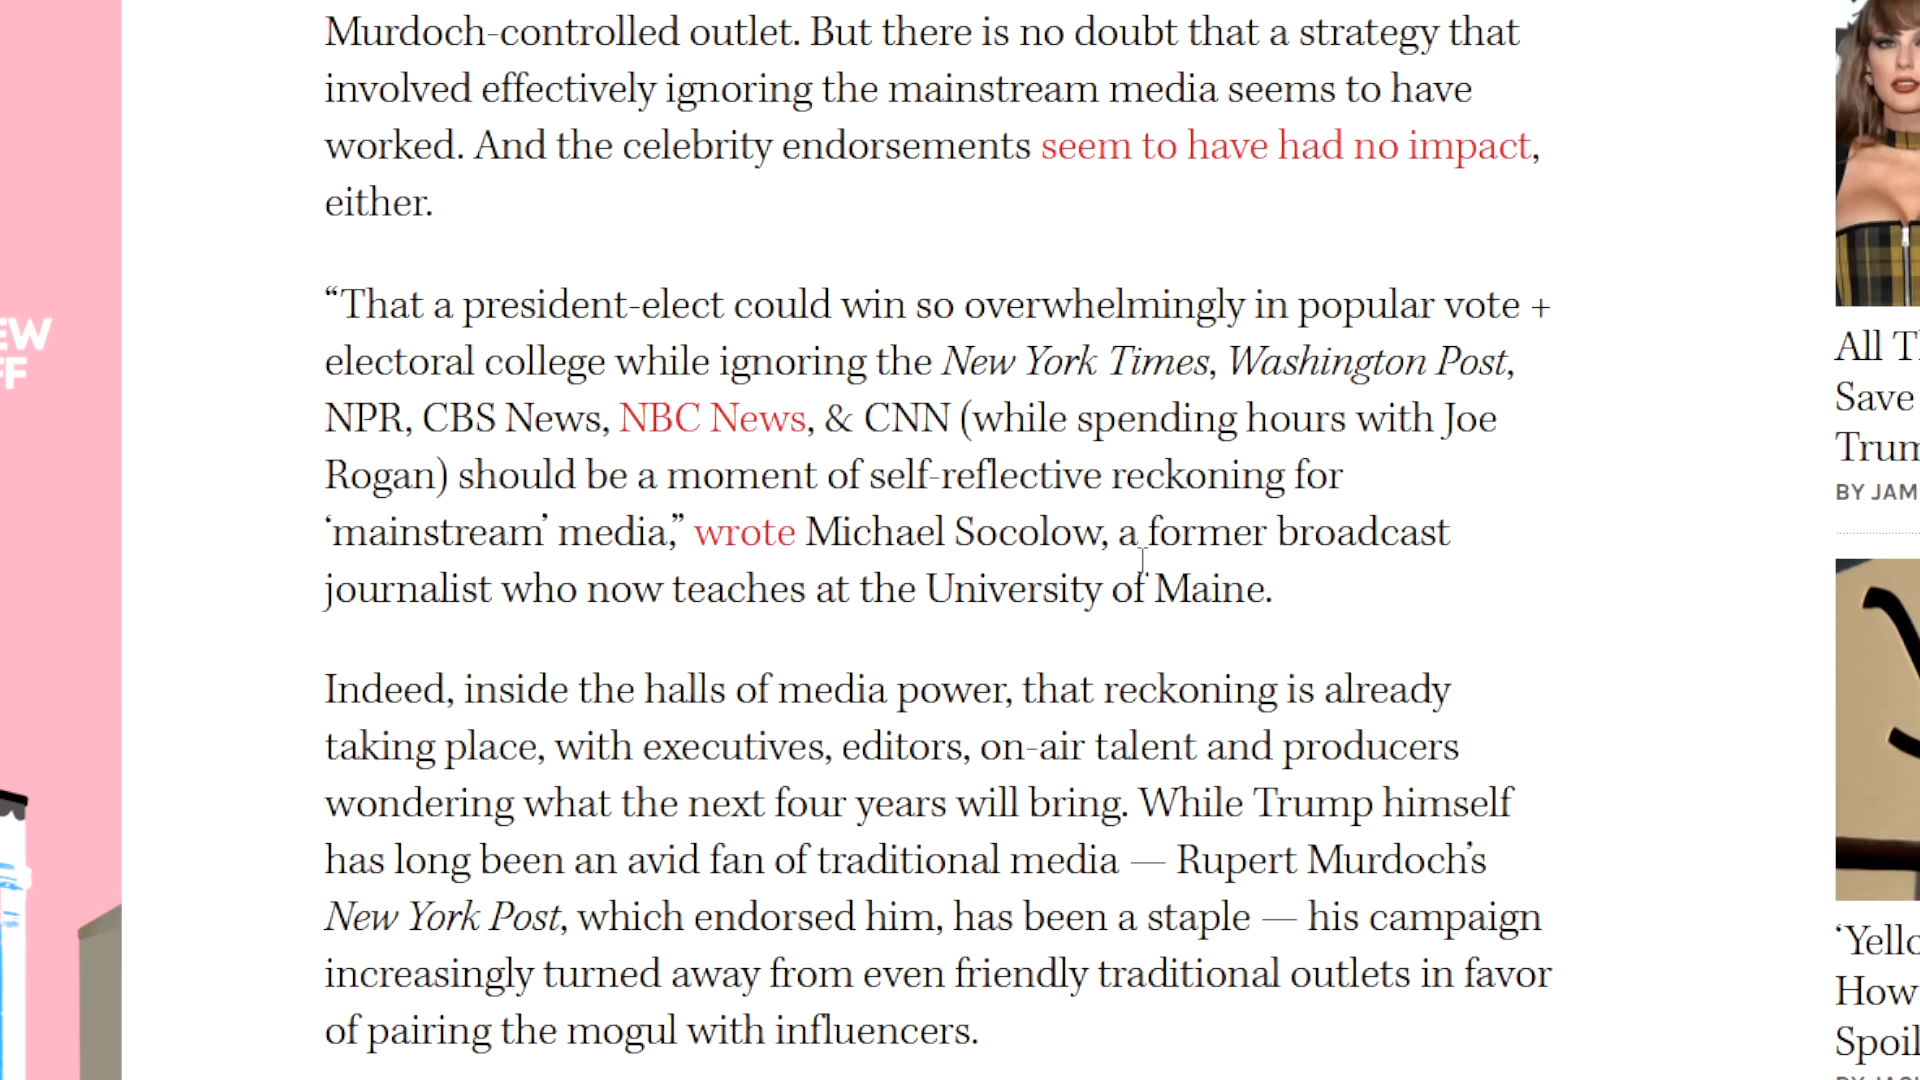 Murdoch-controlled outlet. But there is no doubt that a strategy that
involved effectively ignoring the mainstream media seems to have
worked. And the celebrity endorsements seem to have had no impact,
either.
“That a president-elect could win so overwhelmingly in popular vote +
electoral college while ignoring the New York Times, Washington Post,
NPR, CBS News, NBC News, & CNN (while spending hours with Joe
Rogan) should be a moment of self-reflective reckoning for
‘mainstream’ media,” wrote Michael Socolow, a former broadcast
journalist who now teaches at the University of Maine.
Indeed, inside the halls of media power, that reckoning is already
taking place, with executives, editors, on-air talent and producers
wondering what the next four years will bring. While Trump himself
has long been an avid fan of traditional media — Rupert Murdoch’s
New York Post, which endorsed him, has been a staple — his campaign
increasingly turned away from even friendly traditional outlets in favor
of pairing the mogul with influencers.
EW
FF
All T
Save
Trum
BY JAM
‘Yello
How
Spoil